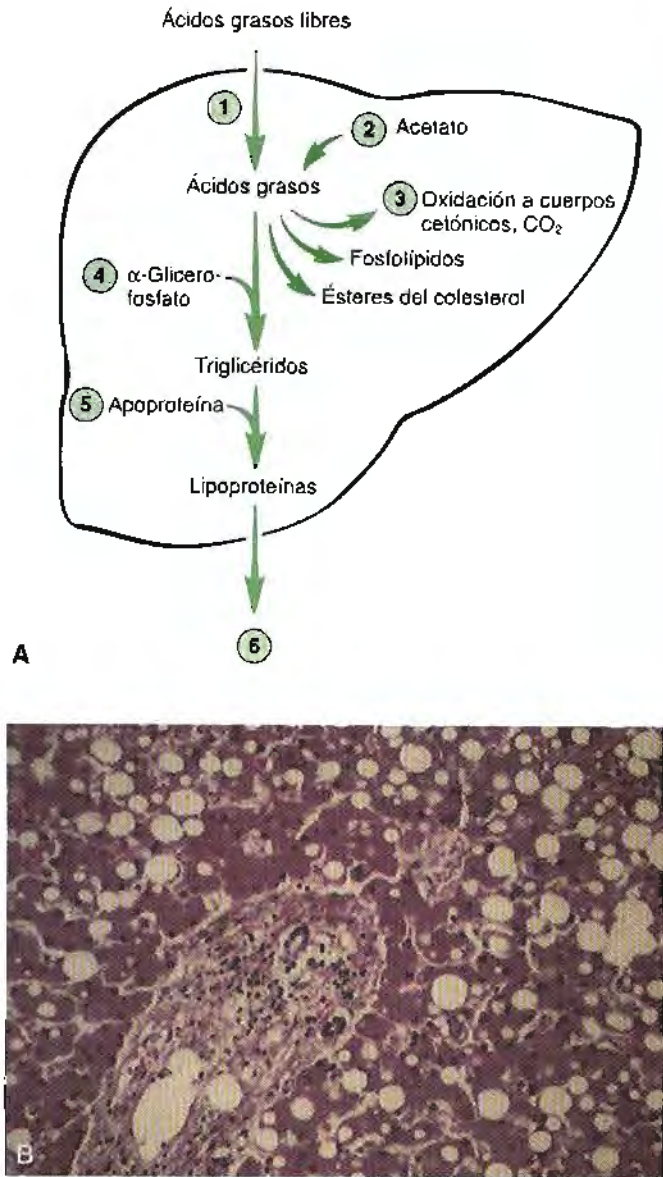 Ácidos grasos libres
1
2 Acetato
Ácidos grasos
3 Oxidación a cuerpos
cetónicos, CO₂
Fosfolípidos
Ésteres del colesterol
4 α-Glicero-
fosfato
Triglicéridos
5 Apoproteína
Lipoproteínas
6
A
B